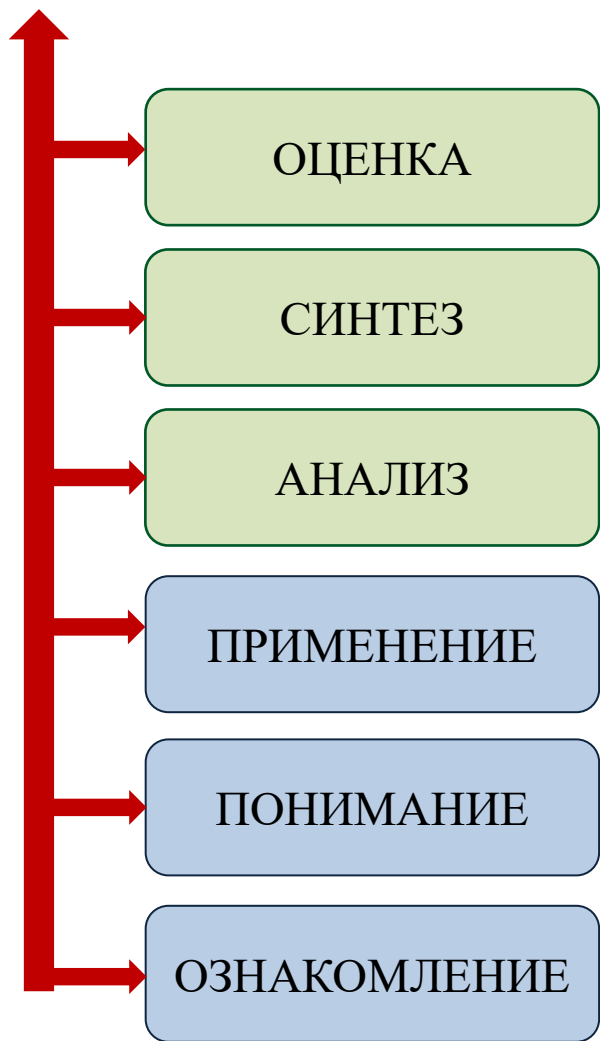 ОЦЕНКА
СИНТЕЗ
АНАЛИЗ
ПРИМЕНЕНИЕ
ПОНИМАНИЕ
ОЗНАКОМЛЕНИЕ